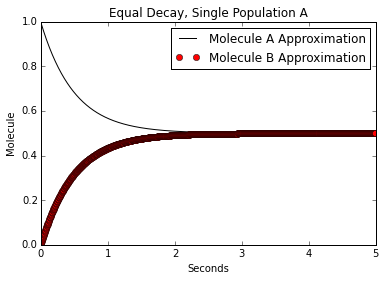 Equal Decay, Single Population A
1.0
0.8
0.6
0.4
0.2
0.0
Molecule
Molecule A Approximation
Molecule B Approximation
0 1 2 3 4 5
Seconds